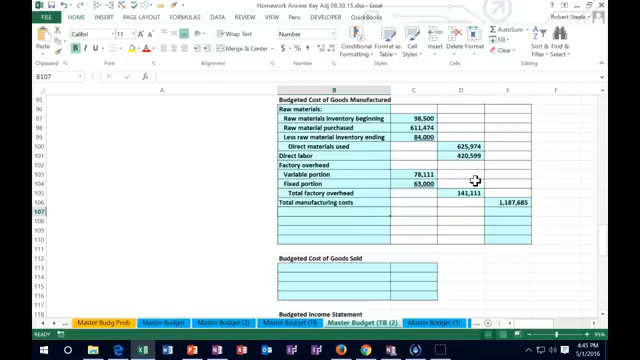 Homework Answer Key Adj 08.30.15.xlsx - Excel
Robert Steele
FILE HOME INSERT PAGE LAYOUT FORMULAS DATA REVIEW VIEW Pens DEVELOPER QuickBooks
Paste
Calibri 11
B I U
Wrap Text
Merge & Center
General
Conditional Formatting
Format as Table
Cell Styles
Insert Delete Format
AutoSum
Fill
Clear
Sort & Filter
Find & Select
Clipboard Font Alignment Number Styles Cells Editing
B107
A B C D E
95 Budgeted Cost of Goods Manufactured
96 Raw materials:
97 Raw materials inventory beginning 98,500
98 Raw material purchased 611,474
99 Less raw material inventory ending 84,000
100 Direct materials used 625,974
101 Direct labor 420,599
102 Factory overhead
103 Variable portion 78,111
104 Fixed portion 63,000
105 Total factory overhead 141,111
106 Total manufacturing costs 1,187,685
107
108
109
110
111
112 Budgeted Cost of Goods Sold
113
114
115
116
117
118 Budgeted Income Statement
Master Budg Prob Master Budget Master Budget (2) Master Budget (TB Master Budget (TB (2) Master Budget (3)
READY
95%
4:45 PM
5/1/2016